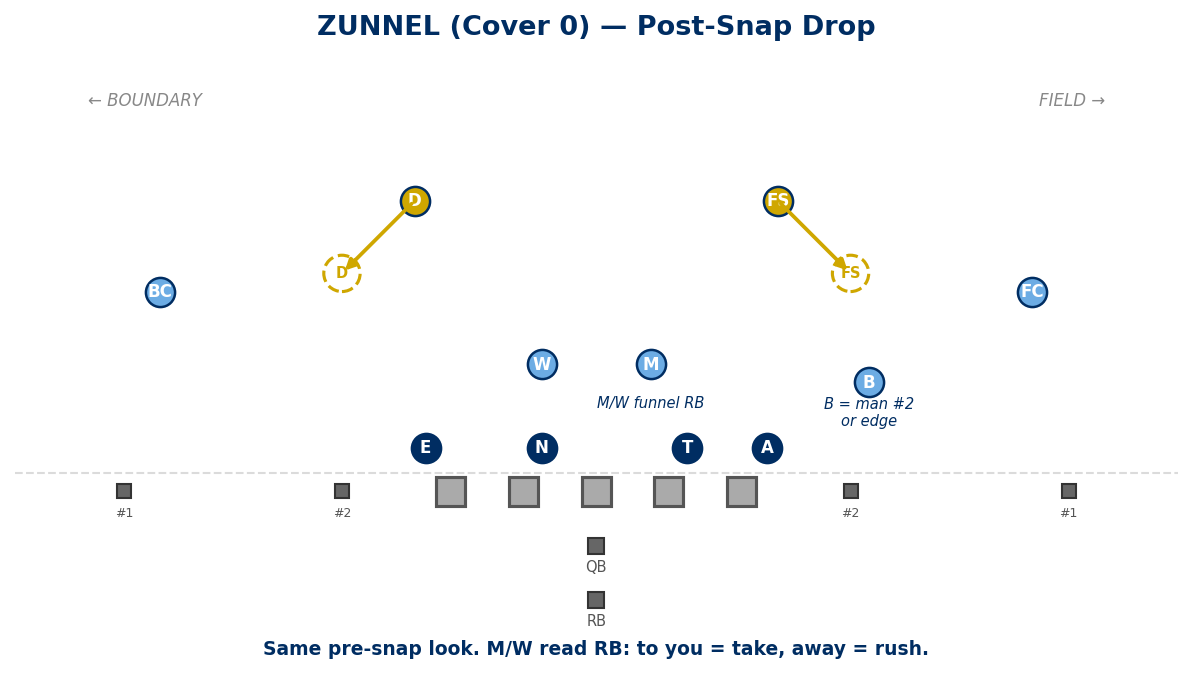 ZUNNEL (Cover 0) — Post-Snap Drop
← BOUNDARY
FIELD →
D
FS
D
FS
BC
FC
W
M
B
M/W funnel RB
B = man #2
or edge
E
N
T
A
#1
#2
#2
#1
QB
RB
Same pre-snap look. M/W read RB: to you = take, away = rush.